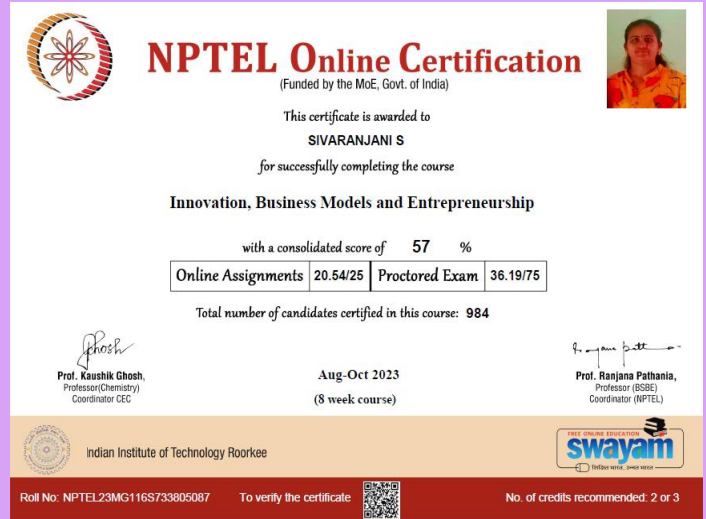 NPTEL Online Certification
(Funded by the MoE, Govt. of India)
This certificate is awarded to
SIVARANJANI S
for successfully completing the course
Innovation, Business Models and Entrepreneurship
with a consolidated score of 57 %
Online Assignments 20.54/25 Proctored Exam 36.19/75
Total number of candidates certified in this course: 984
Prof. Kaushik Ghosh,
Professor(Chemistry)
Coordinator CEC
Aug-Oct 2023
(8 week course)
Prof. Ranjana Pathania,
Professor (BSBE)
Coordinator (NPTEL)
Indian Institute of Technology Roorkee
FREE ONLINE EDUCATION
swayam
शिक्षित भारत, उन्नत भारत
Roll No: NPTEL23MG116S733805087 To verify the certificate No. of credits recommended: 2 or 3